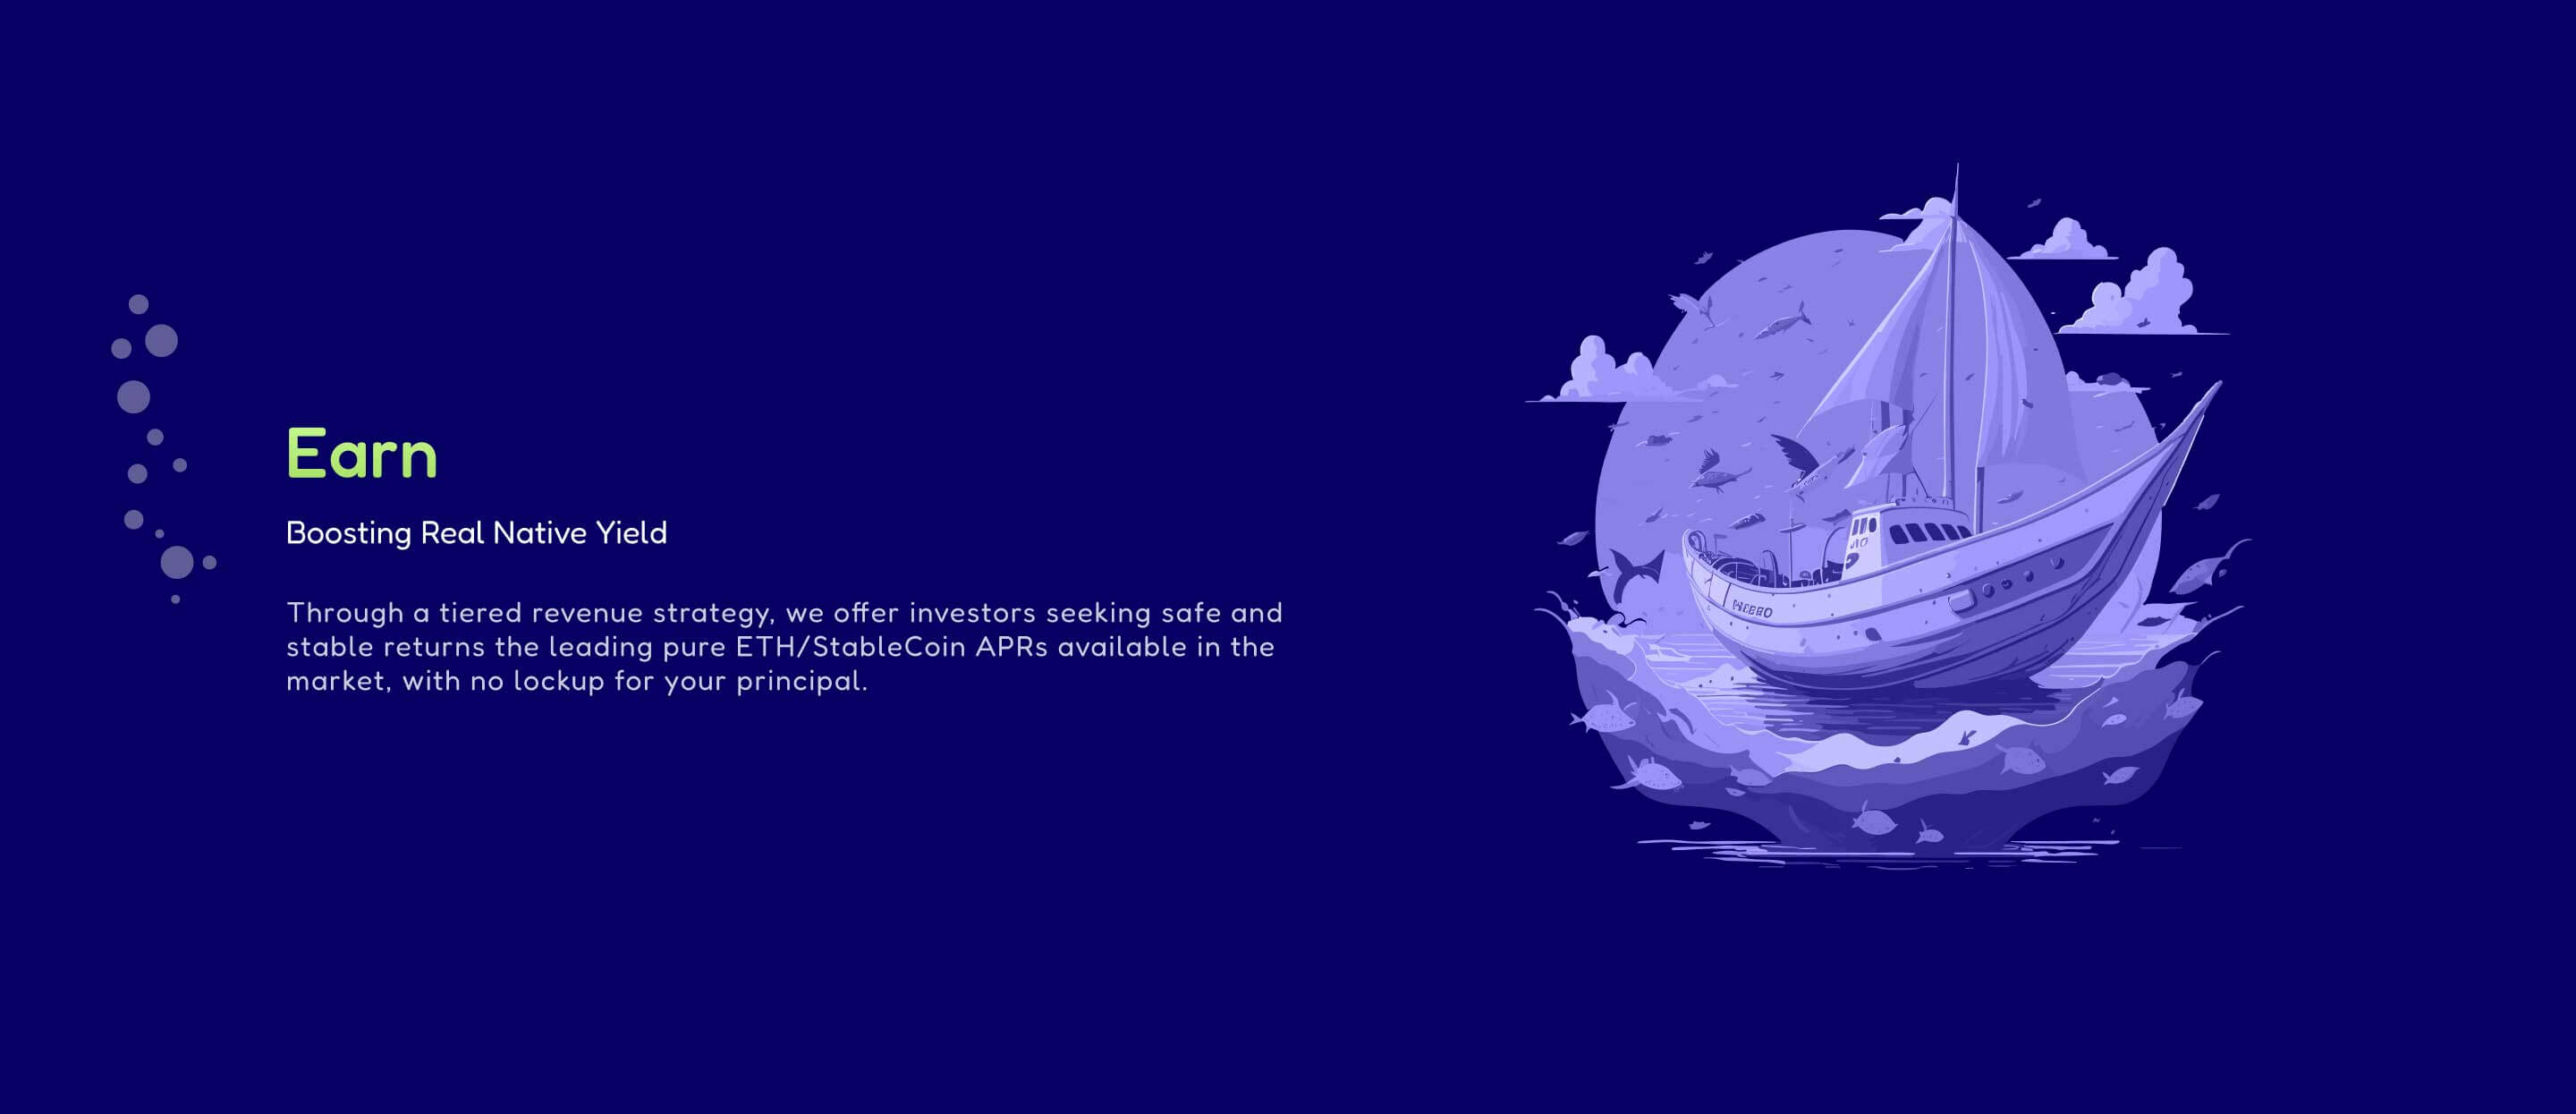 Earn
Boosting Real Native Yield
Through a tiered revenue strategy, we offer investors seeking safe and
stable returns the leading pure ETH/StableCoin APRs available in the
market, with no lockup for your principal.